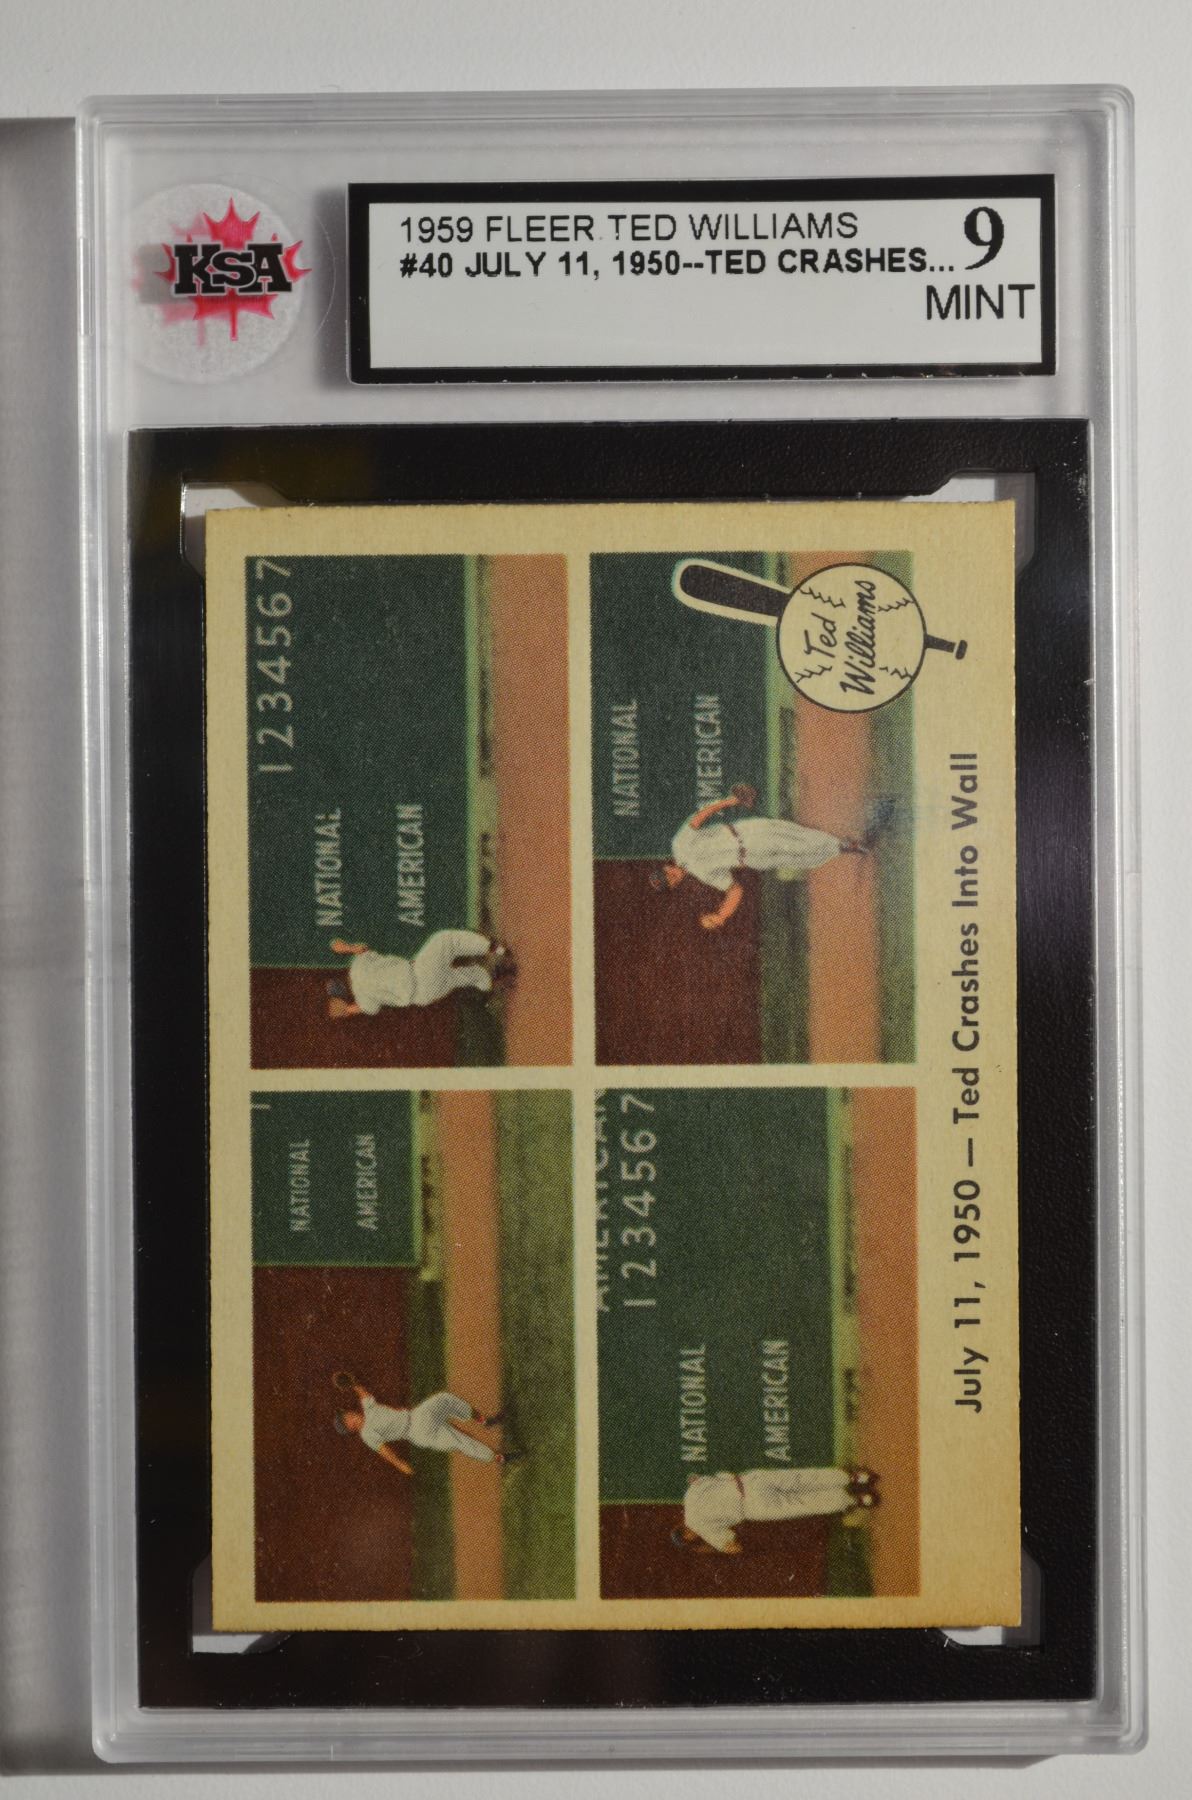 KSA
1959 FLEER TED WILLIAMS
#40 JULY 11, 1950--TED CRASHES...
9
MINT
1 2 3 4 5 6 7
NATIONAL
AMERICAN
NATIONAL
AMERICAN
Ted
Williams
NATIONAL
AMERICAN
AMERICAN
1 2 3 4 5 6 7
NATIONAL
AMERICAN
July 11, 1950 — Ted Crashes Into Wall